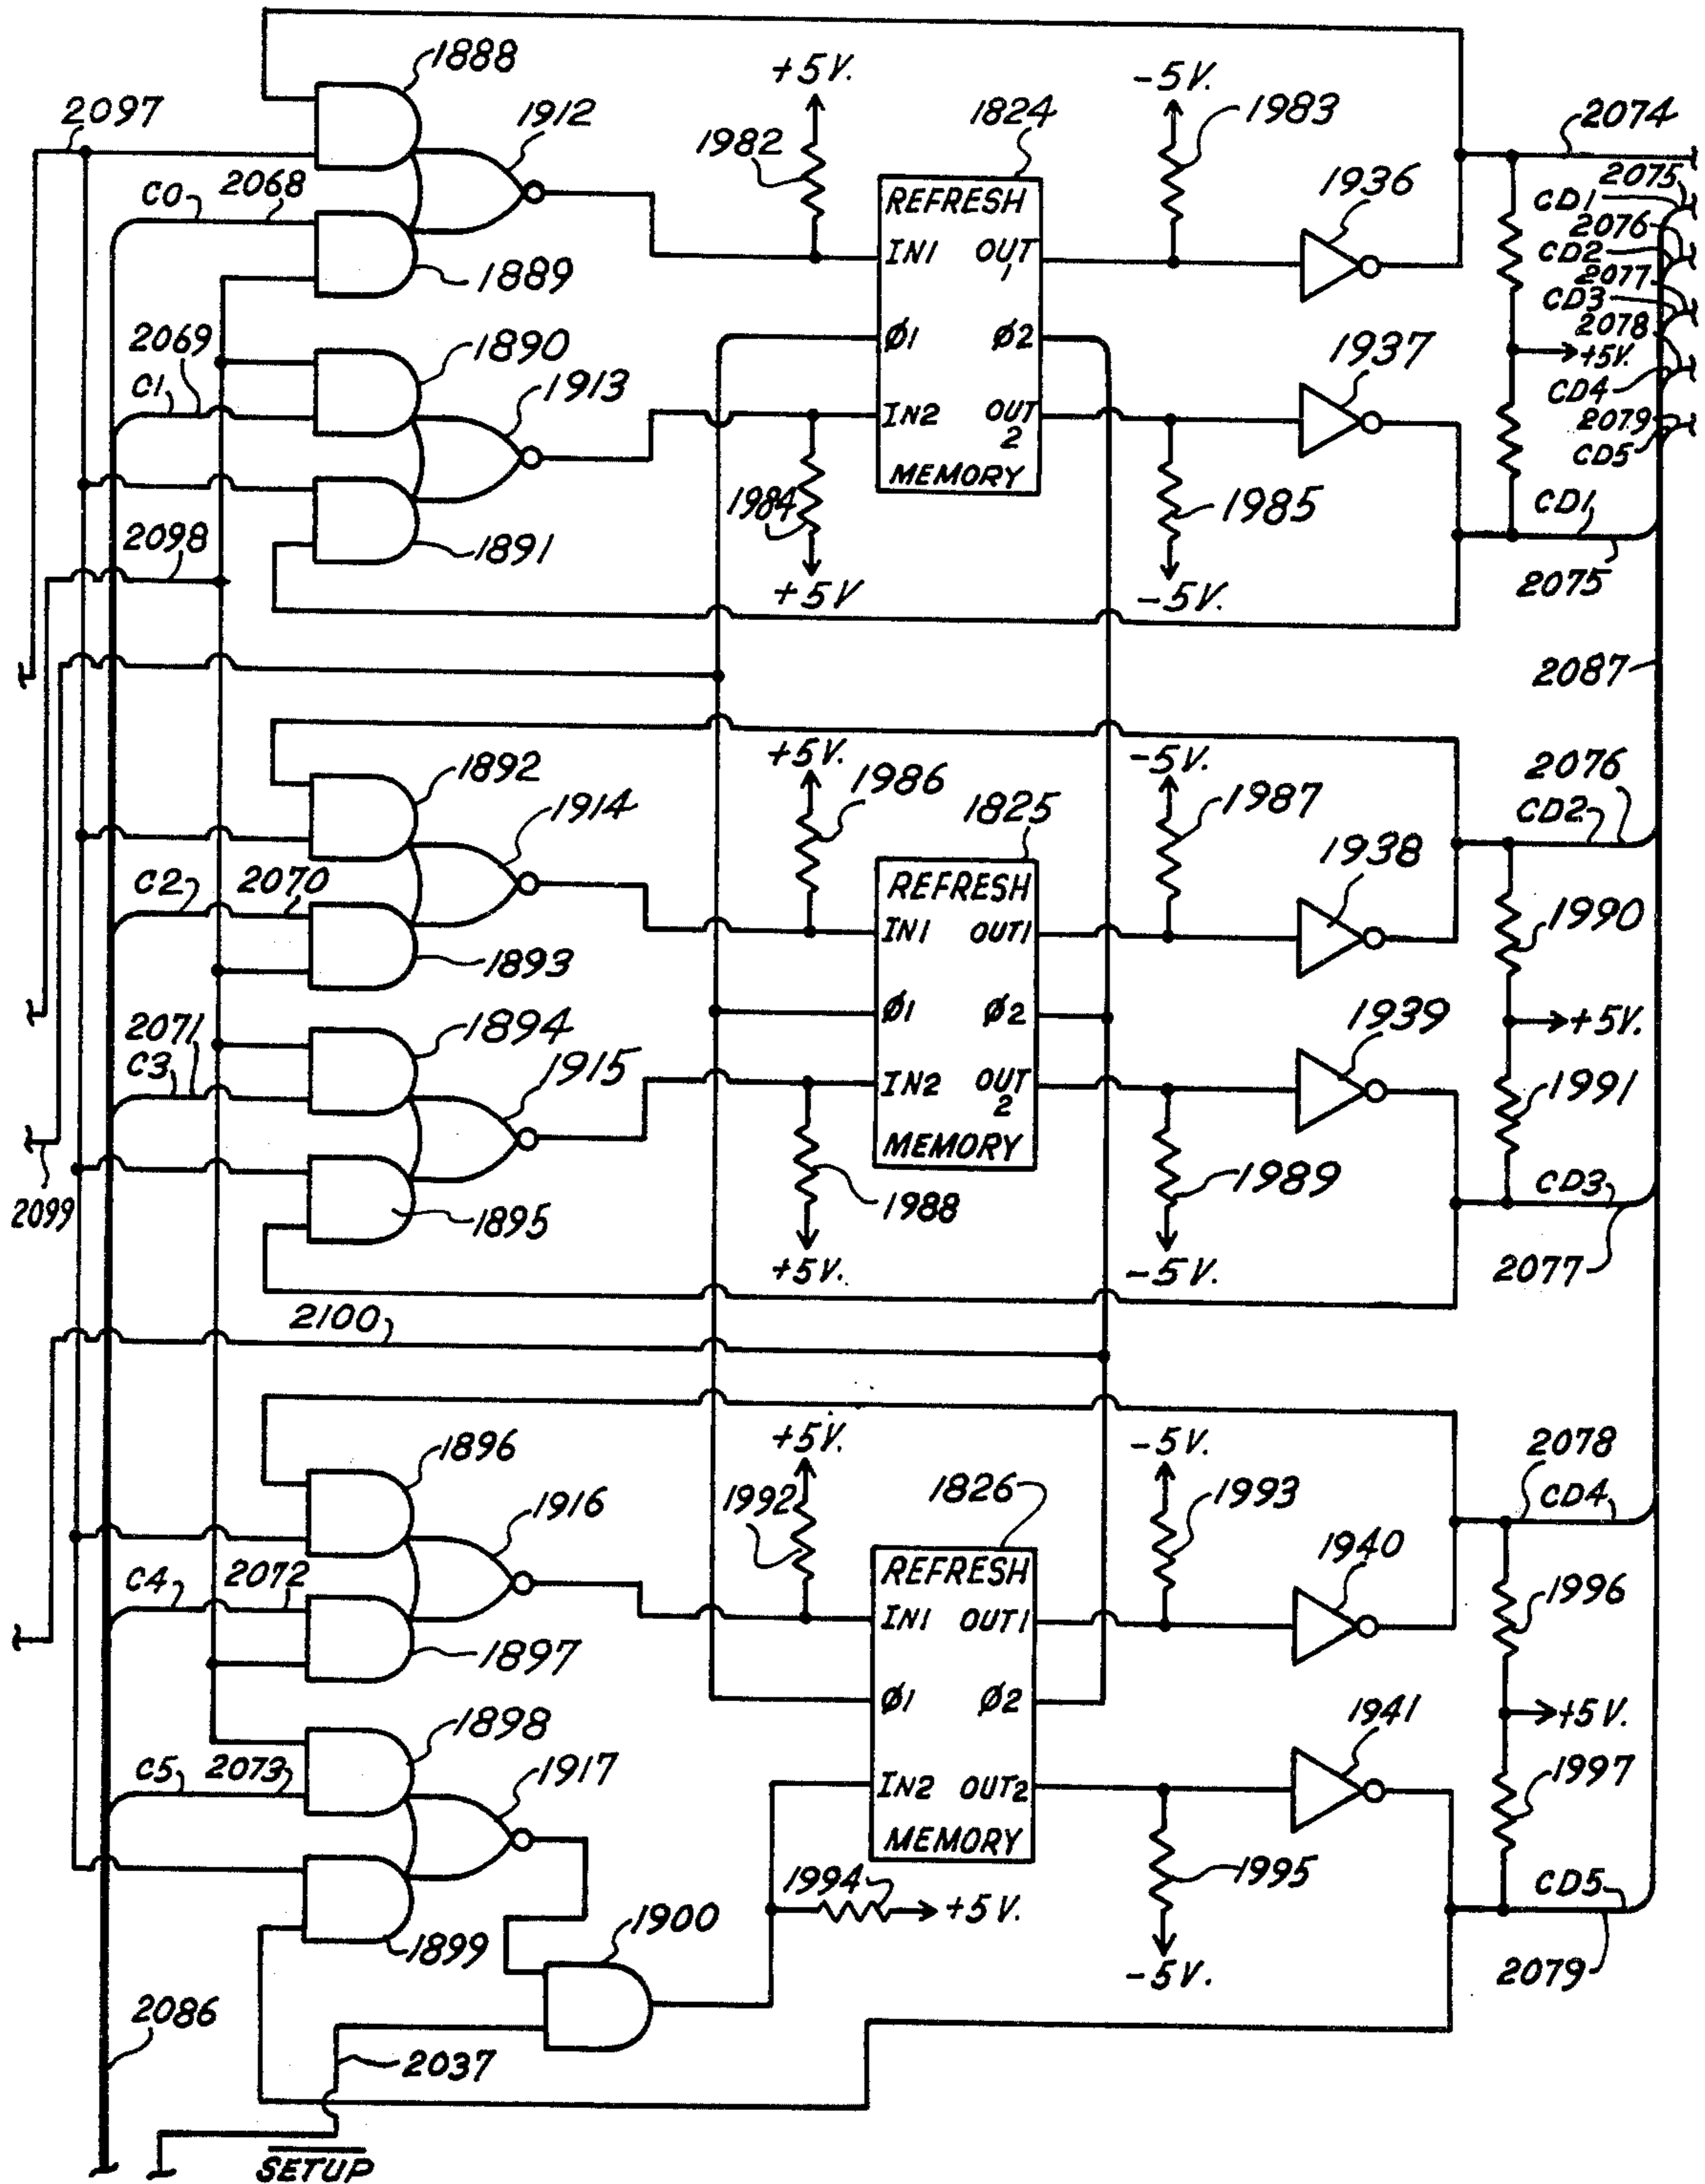 1888
+5V.
-5V.
1983
2097
1912
1982
1824
2074
2075
CD1
2076
CD2
2077
CD3
2078
+5V.
CD4
2079
CD5
C0
2068
1936
REFRESH
IN1
OUT
1
1889
2069
1890
Ø1
Ø2
1937
C1
1913
IN2
OUT
2
MEMORY
1984
1985
CD1
2098
1891
+5V
-5V.
2075
2087
1892
+5V.
1986
-5V.
1987
2076
CD2
1914
1825
1938
C2
2070
REFRESH
IN1
OUT1
1990
1893
2071
1894
Ø1
Ø2
1939
+5V.
C3
1915
IN2
OUT
2
1991
MEMORY
2099
1895
1988
1989
CD3
+5V.
-5V.
2077
2100
1896
+5V.
-5V.
2078
1992
1826
1993
CD4
1916
1940
C4
2072
REFRESH
IN1
OUT1
1996
1897
Ø1
Ø2
1898
1941
+5V.
C5
2073
1917
IN2
OUT2
1997
MEMORY
1994
+5V.
1995
CD5
1899
1900
-5V.
2079
2086
2037
SETUP